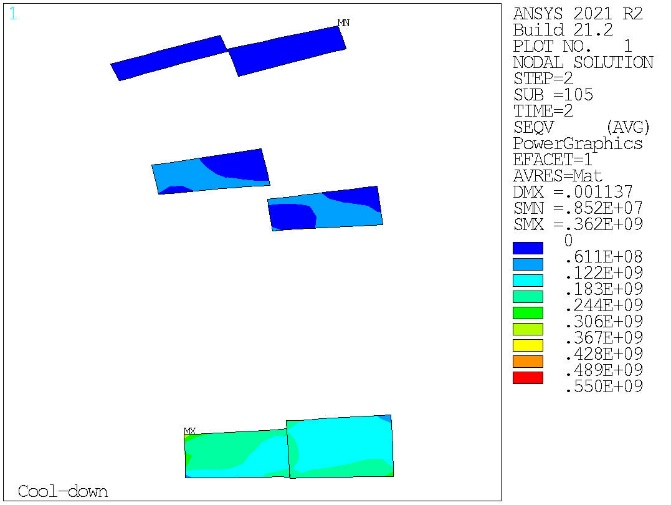 1
MN
MX
Cool-down
ANSYS 2021 R2
Build 21.2
PLOT NO. 1
NODAL SOLUTION
STEP=2
SUB =105
TIME=2
SEQV (AVG)
PowerGraphics
EFACET=1
AVRES=Mat
DMX =.001137
SMN =.852E+07
SMX =.362E+09
0
.611E+08
.122E+09
.183E+09
.244E+09
.306E+09
.367E+09
.428E+09
.489E+09
.550E+09